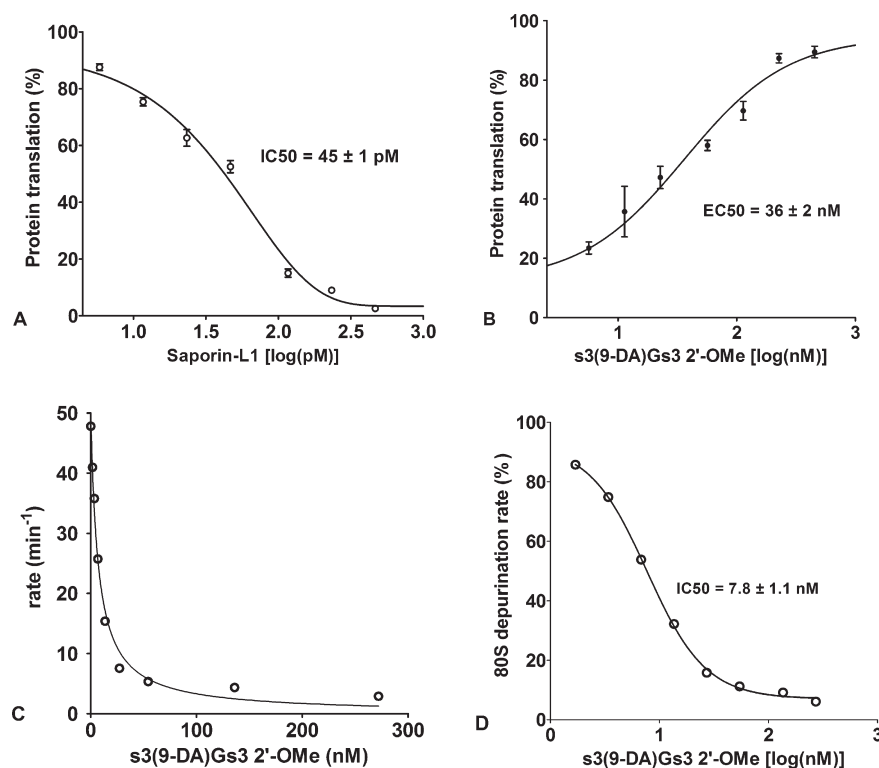 100
80
60
40
20
0
Protein translation (%)
IC50 = 45 ± 1 pM
1.0 1.5 2.0 2.5 3.0
Saporin-L1 [log(pM)]
A
100
80
60
40
20
0
Protein translation (%)
EC50 = 36 ± 2 nM
1 2 3
s3(9-DA)Gs3 2'-OMe [log(nM)]
B
50
40
30
20
10
0
rate (min-1)
0 100 200 300
s3(9-DA)Gs3 2'-OMe (nM)
C
100
80
60
40
20
0
80S depurination rate (%)
IC50 = 7.8 ± 1.1 nM
0 1 2 3
s3(9-DA)Gs3 2'-OMe [log(nM)]
D